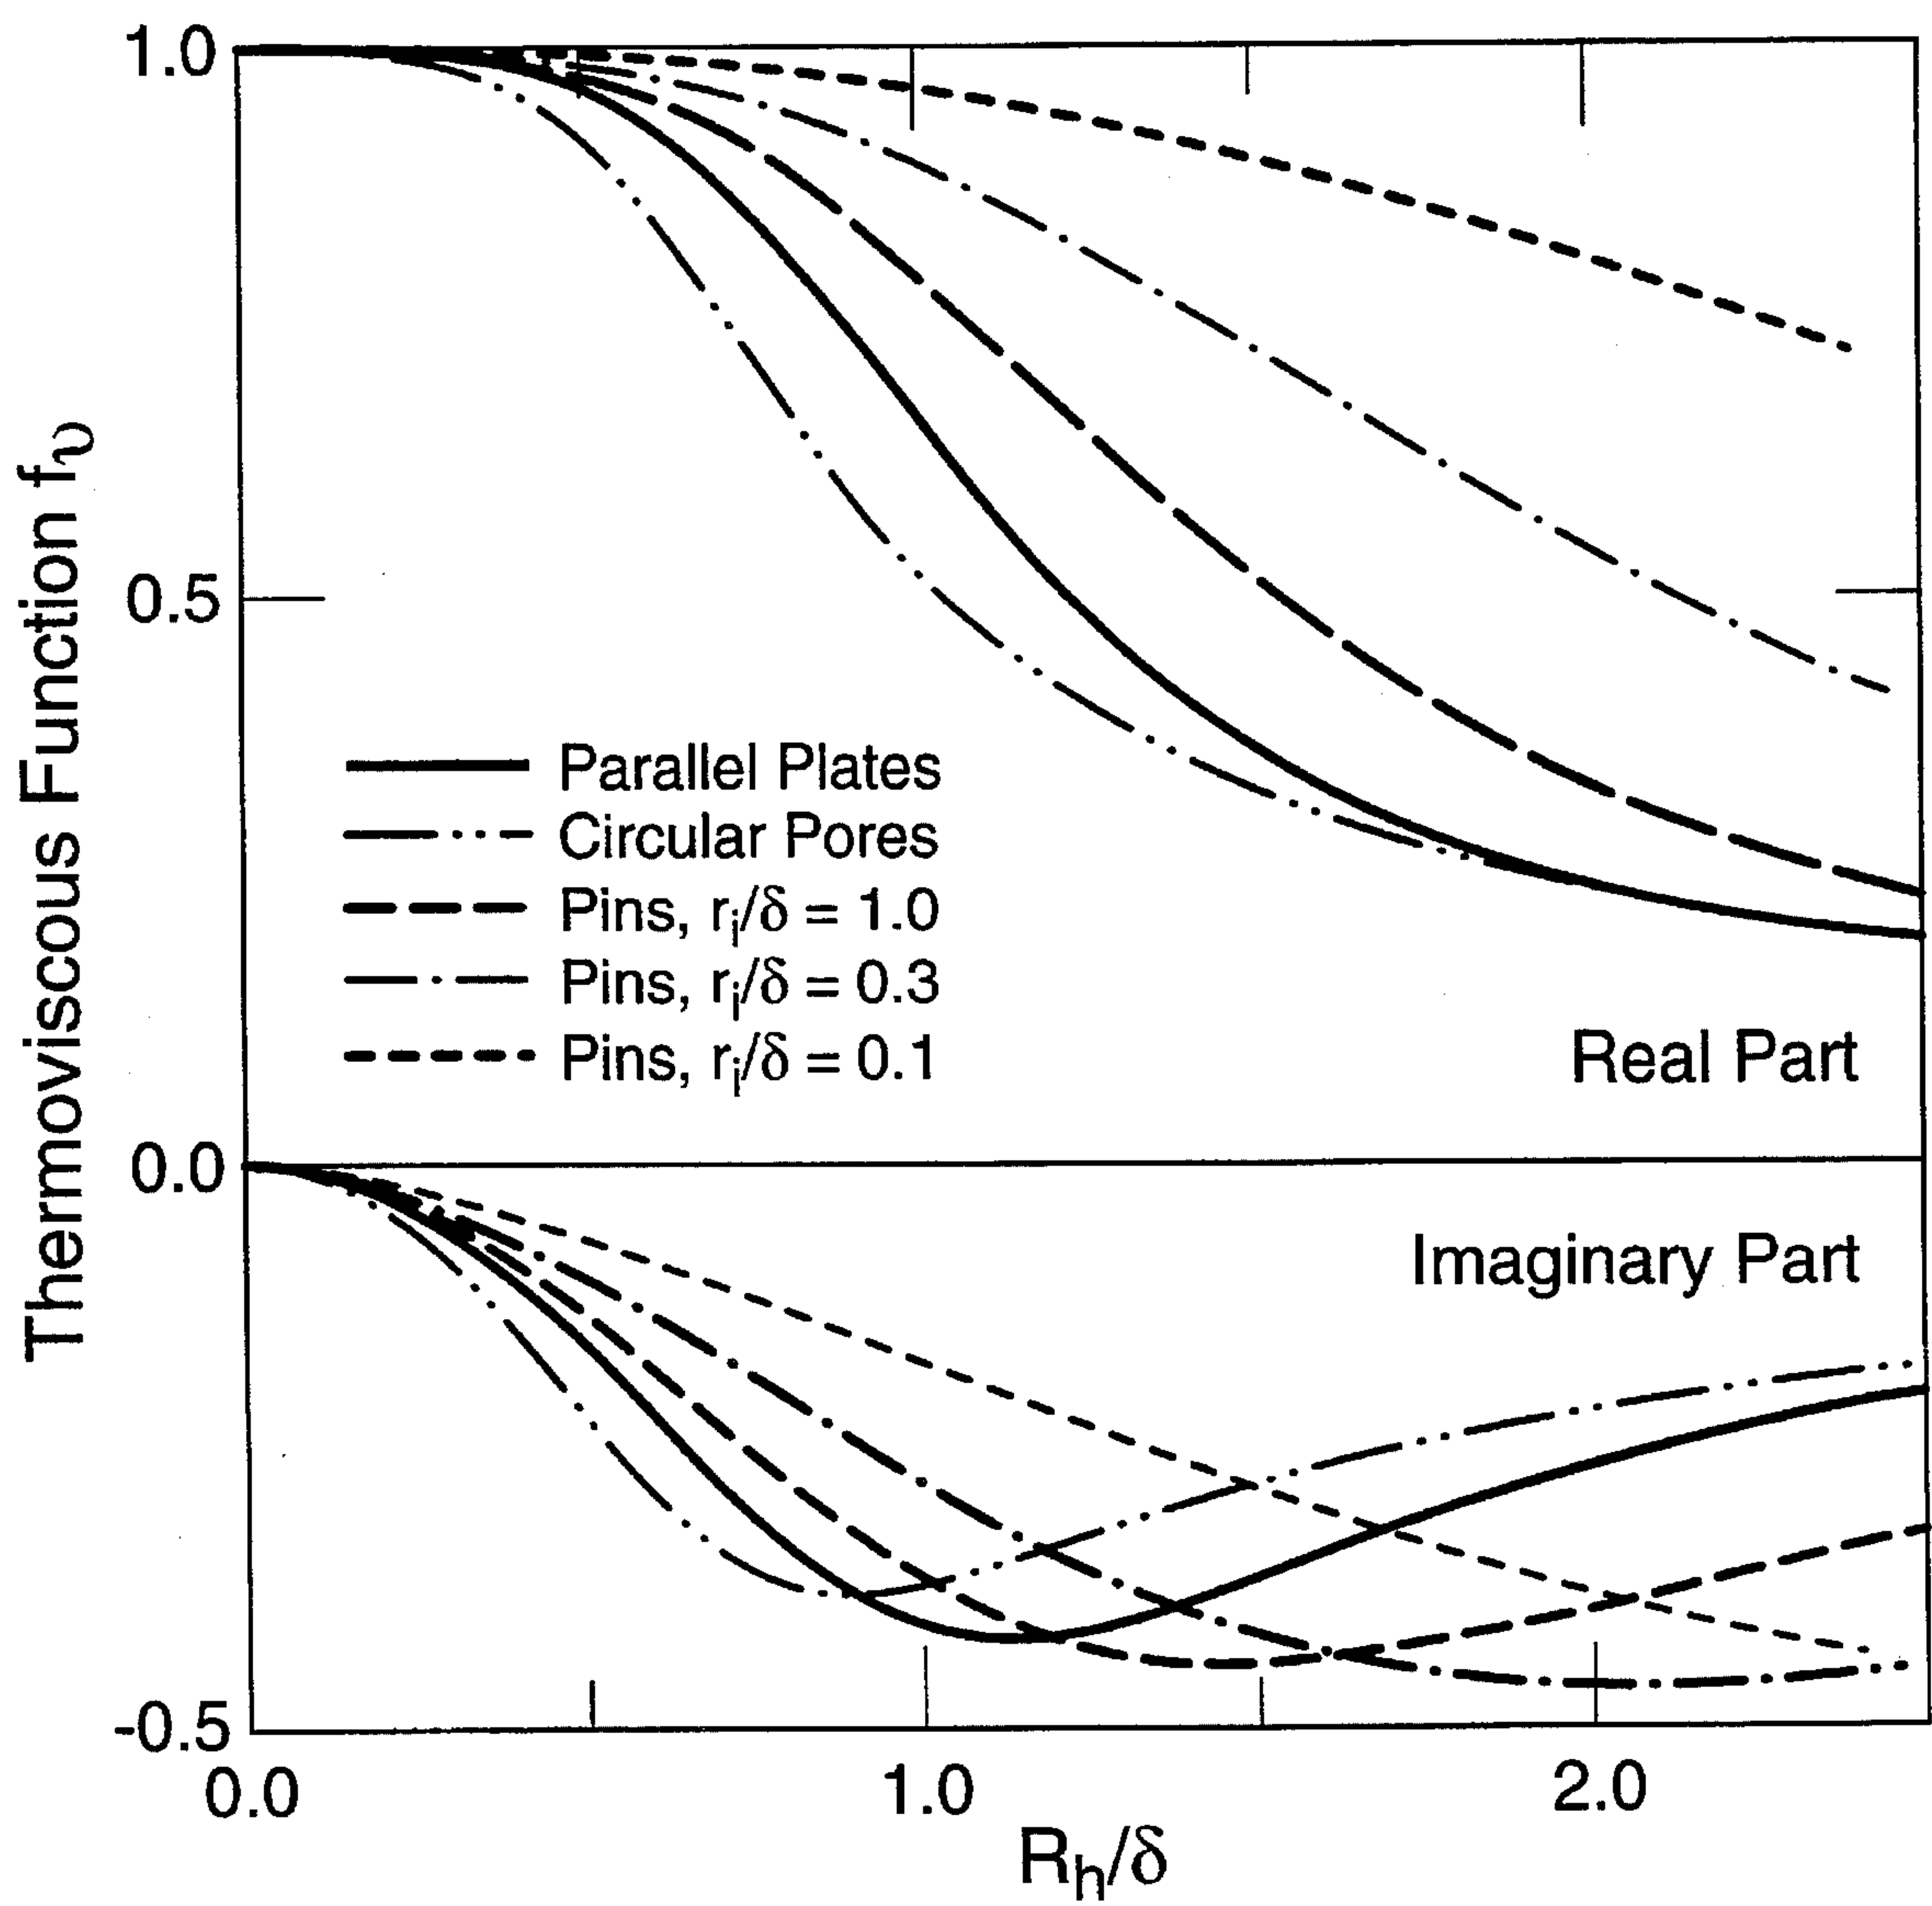 Thermoviscous Function fυ
1.0
0.5
0.0
-0.5
Parallel Plates
Circular Pores
Pins, ri/δ = 1.0
Pins, ri/δ = 0.3
Pins, ri/δ = 0.1
Real Part
Imaginary Part
0.0 1.0 2.0
Rh/δ